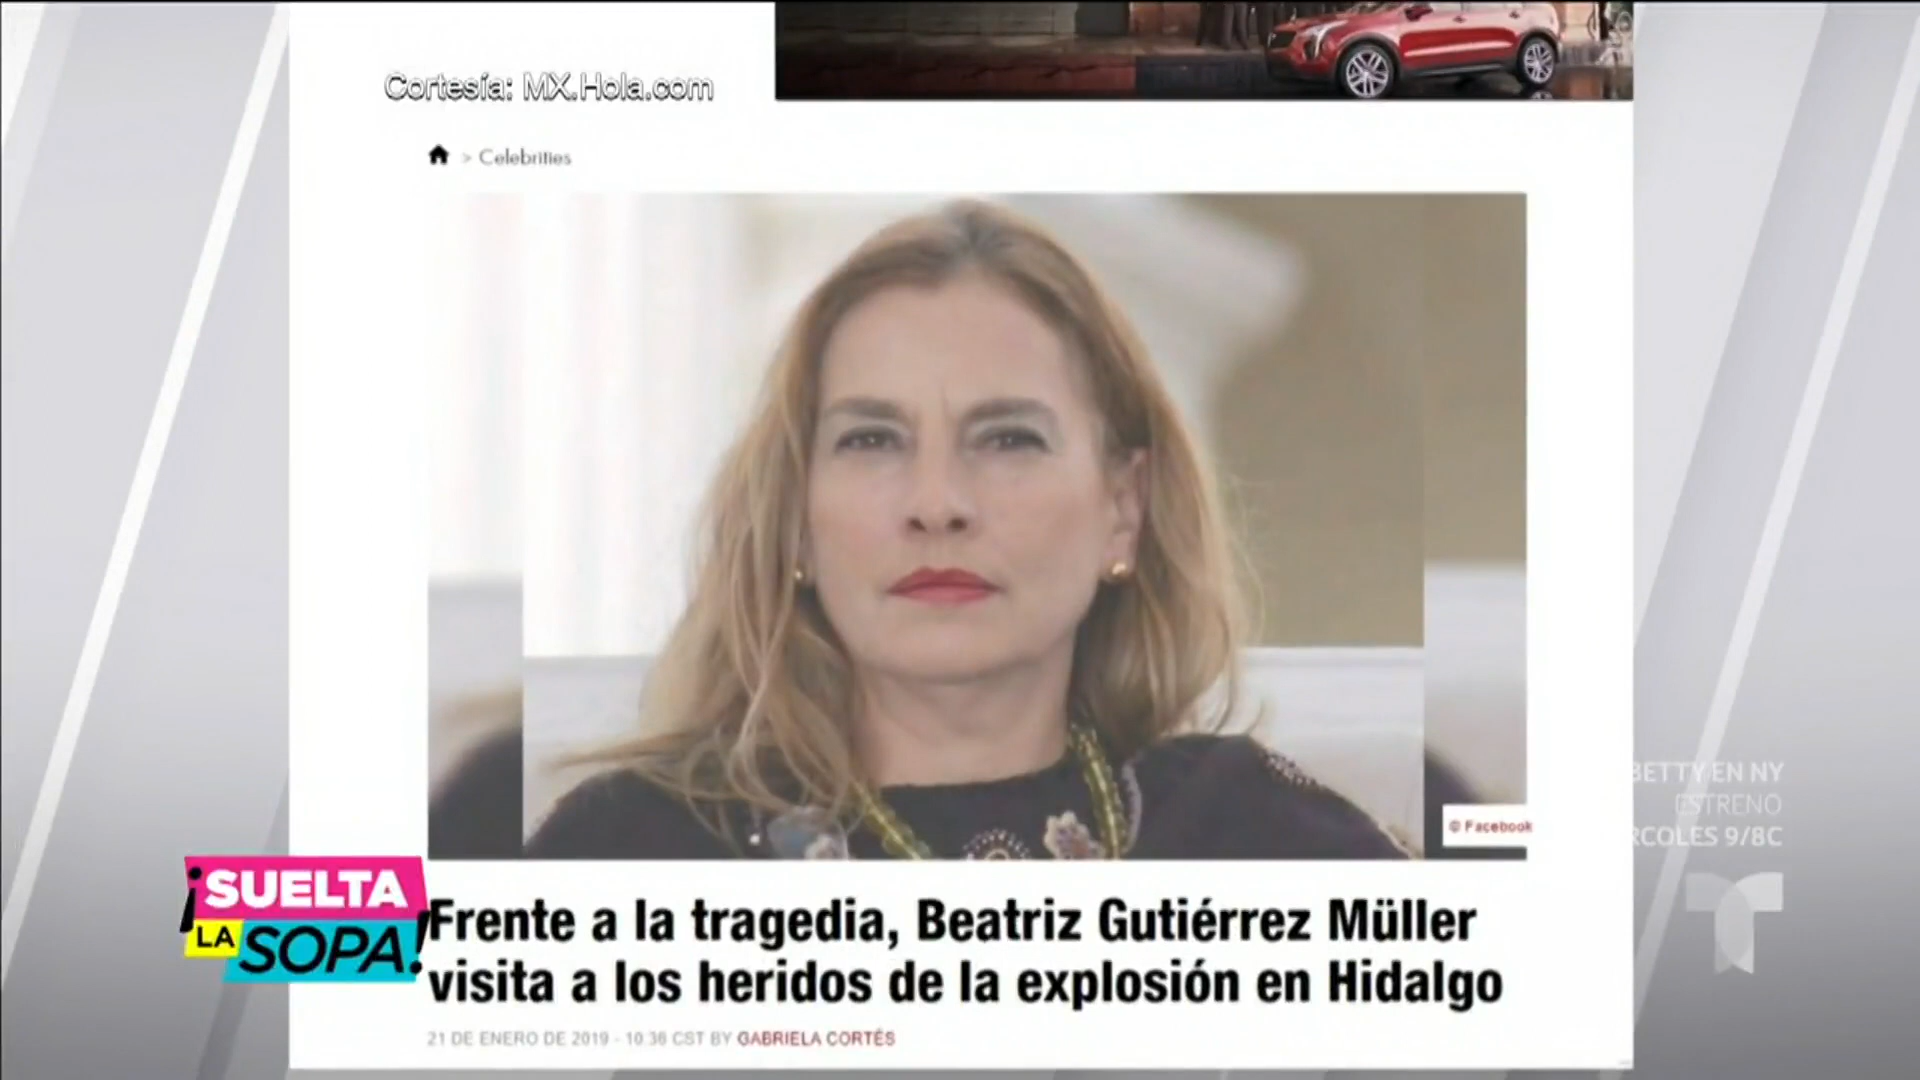 Cortesía: MX.Hola.com
> Celebrities
© Facebook
BETTY EN NY
ESTRENO
RCOLES 9/8C
¡SUELTA
LA SOPA!
Frente a la tragedia, Beatriz Gutiérrez Müller
visita a los heridos de la explosión en Hidalgo
21 DE ENERO DE 2019 - 10:36 CST BY GABRIELA CORTÉS